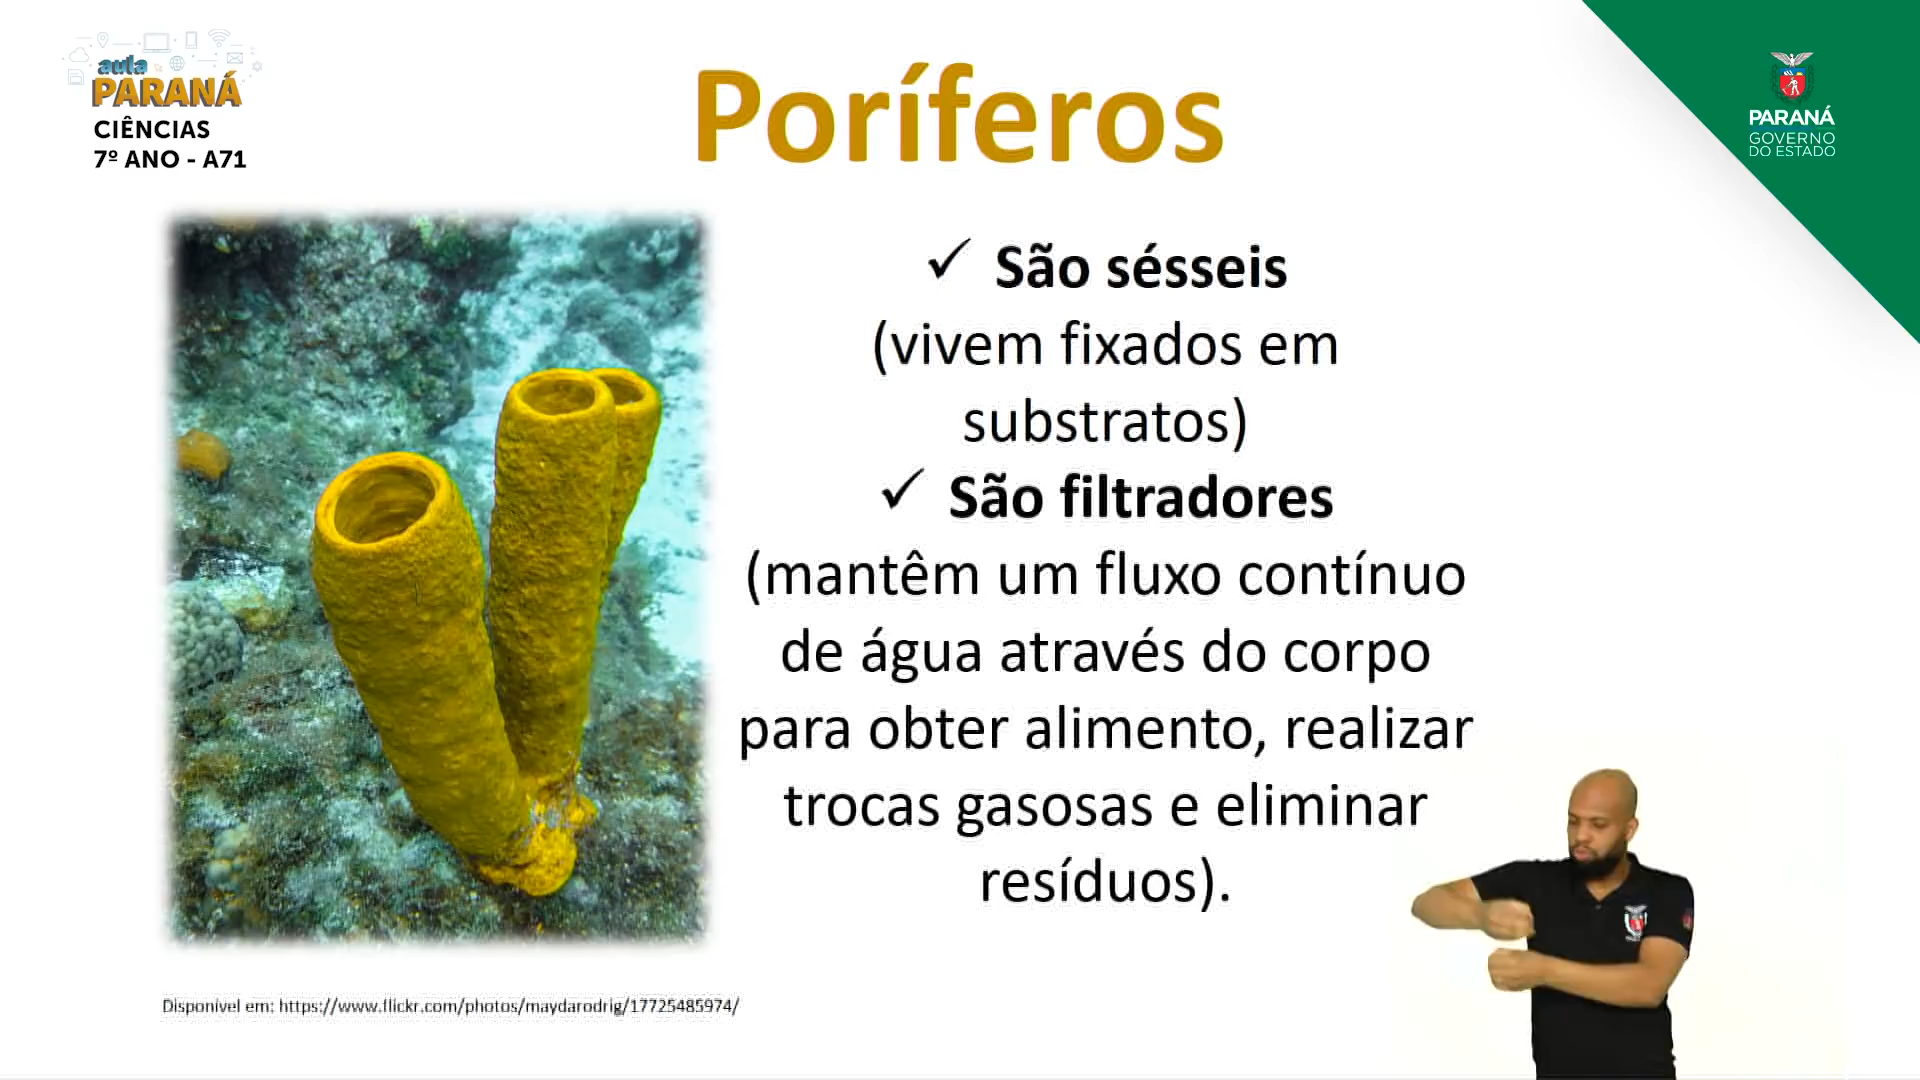 aula
PARANÁ
CIÊNCIAS
7º ANO - A71
Poríferos
PARANÁ
GOVERNO
DO ESTADO
✓ São sésseis
(vivem fixados em
substratos)
✓ São filtradores
(mantêm um fluxo contínuo
de água através do corpo
para obter alimento, realizar
trocas gasosas e eliminar
resíduos).
Disponível em: https://www.flickr.com/photos/maydarodrig/17725485974/